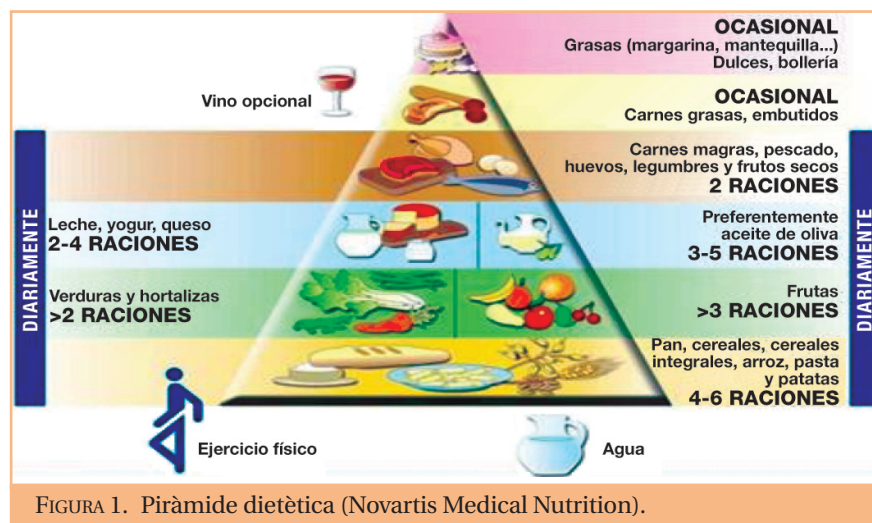 OCASIONAL
Grasas (margarina, mantequilla...)
Dulces, bollería
Vino opcional
OCASIONAL
Carnes grasas, embutidos
DIARIAMENTE
Carnes magras, pescado,
huevos, legumbres y frutos secos
2 RACIONES
Leche, yogur, queso
2-4 RACIONES
Preferentemente
aceite de oliva
3-5 RACIONES
Verduras y hortalizas
>2 RACIONES
Frutas
>3 RACIONES
Pan, cereales, cereales
integrales, arroz, pasta
y patatas
4-6 RACIONES
DIARIAMENTE
Ejercicio físico
Agua
FIGURA 1. Piràmide dietètica (Novartis Medical Nutrition).